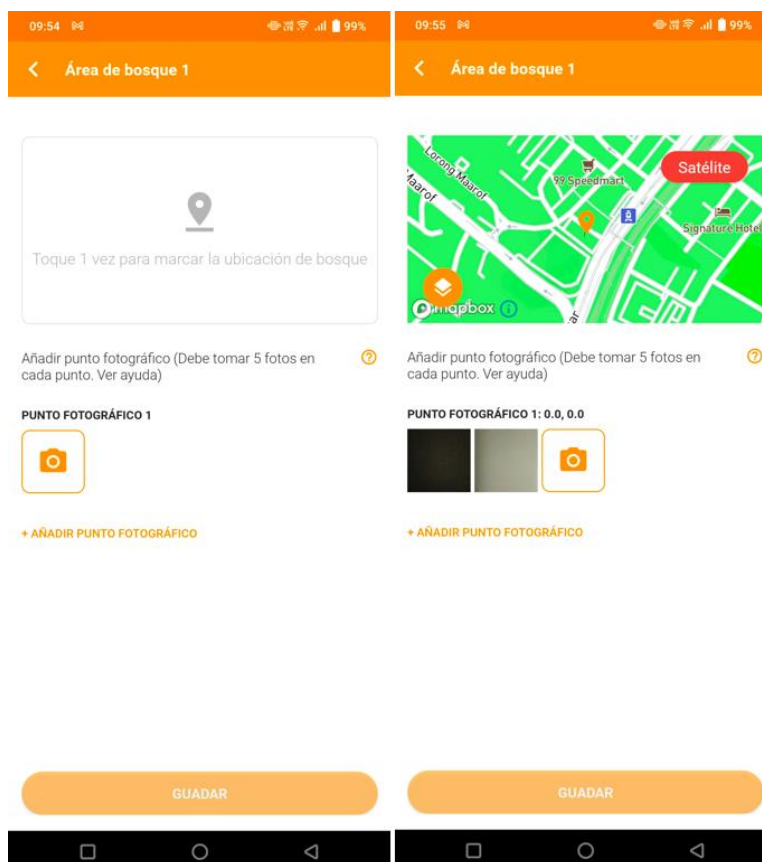 09:54
99%
Área de bosque 1
Toque 1 vez para marcar la ubicación de bosque
Añadir punto fotográfico (Debe tomar 5 fotos en
cada punto. Ver ayuda)
PUNTO FOTOGRÁFICO 1
+ AÑADIR PUNTO FOTOGRÁFICO
GUADAR
09:55
99%
Área de bosque 1
Lorong Maarof
Maarof
99 Speedmart
Satélite
Signature Hotel
ar
mapbox
Añadir punto fotográfico (Debe tomar 5 fotos en
cada punto. Ver ayuda)
PUNTO FOTOGRÁFICO 1: 0.0, 0.0
+ AÑADIR PUNTO FOTOGRÁFICO
GUADAR